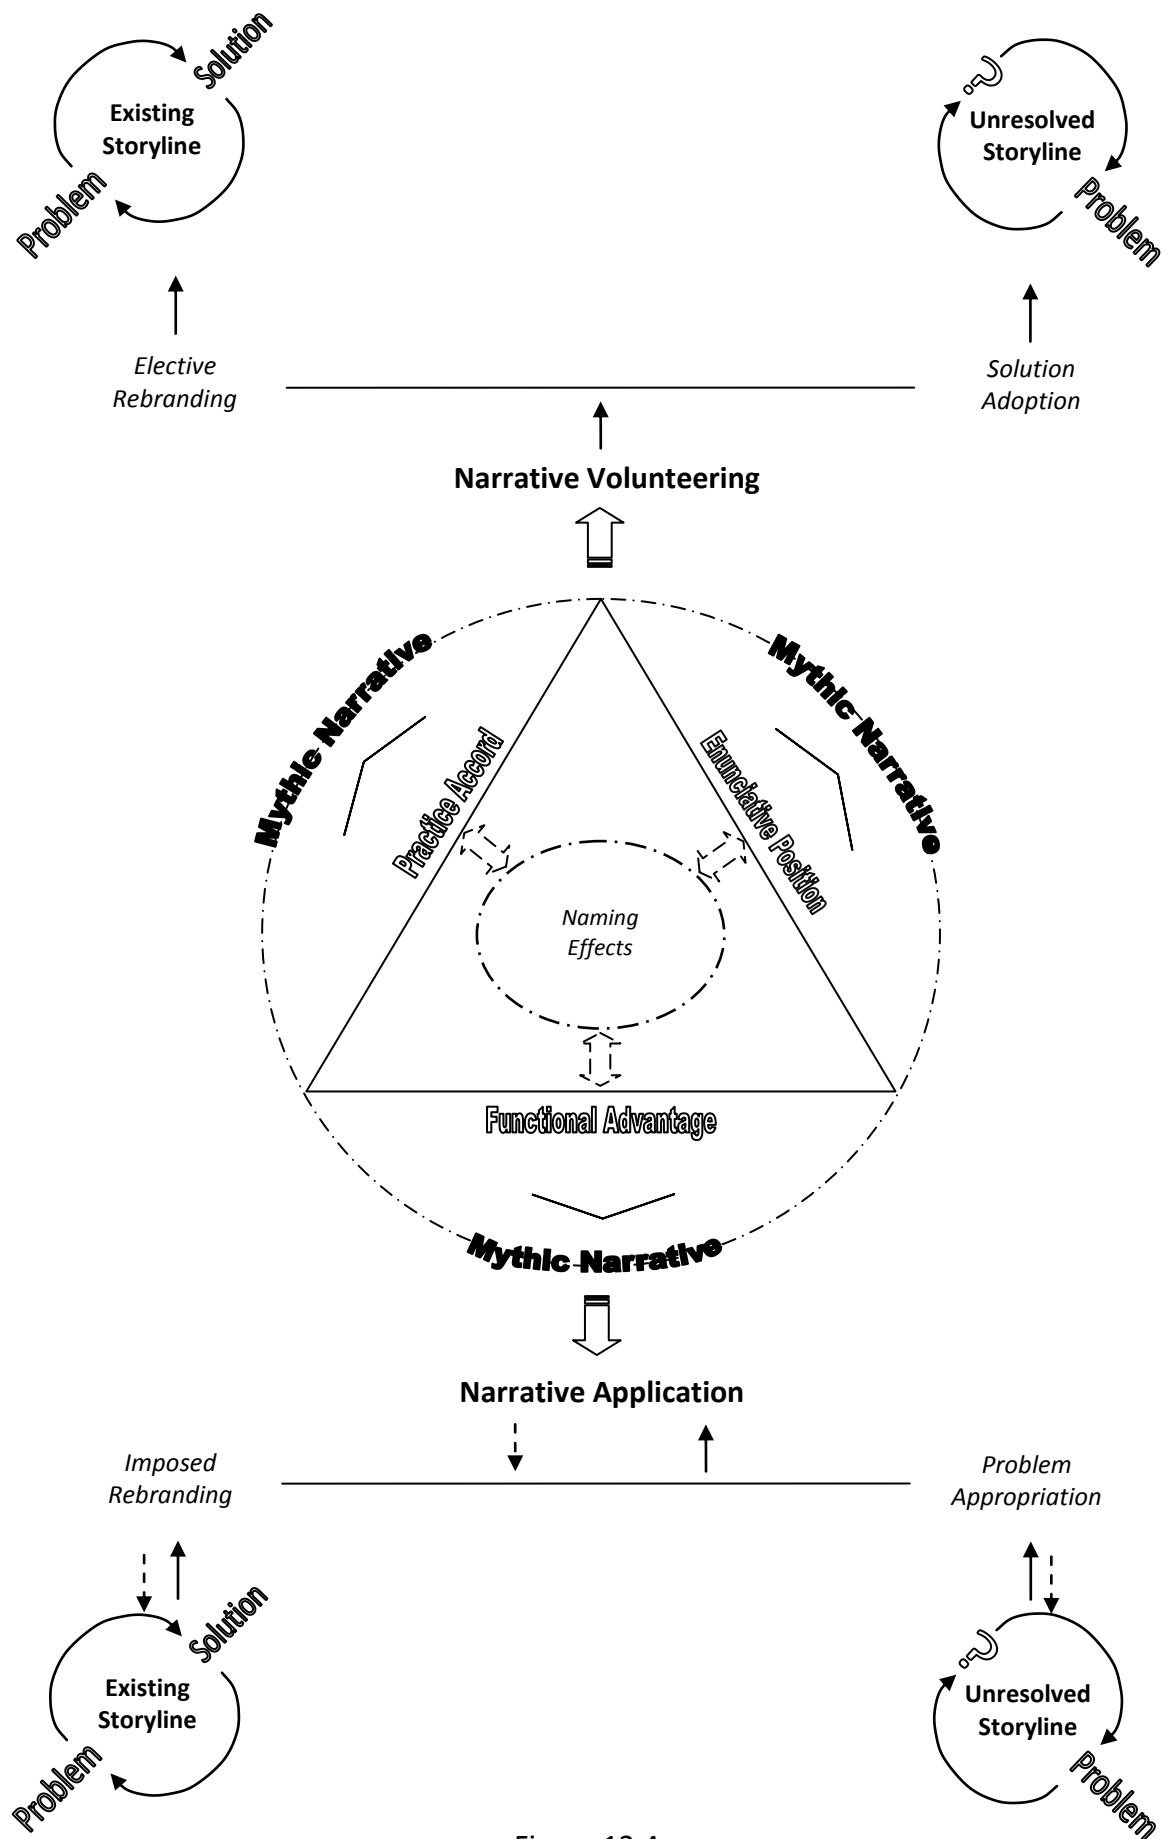 Solution
?
Existing
Storyline
Unresolved
Storyline
Problem
Problem
Elective
Rebranding
Solution
Adoption
Narrative Volunteering
Mythic Narrative
Mythic Narrative
Practice Accord
Enunciative Position
Naming
Effects
Functional Advantage
Mythic Narrative
Narrative Application
Imposed
Rebranding
Problem
Appropriation
Solution
?
Existing
Storyline
Unresolved
Storyline
Problem
Problem